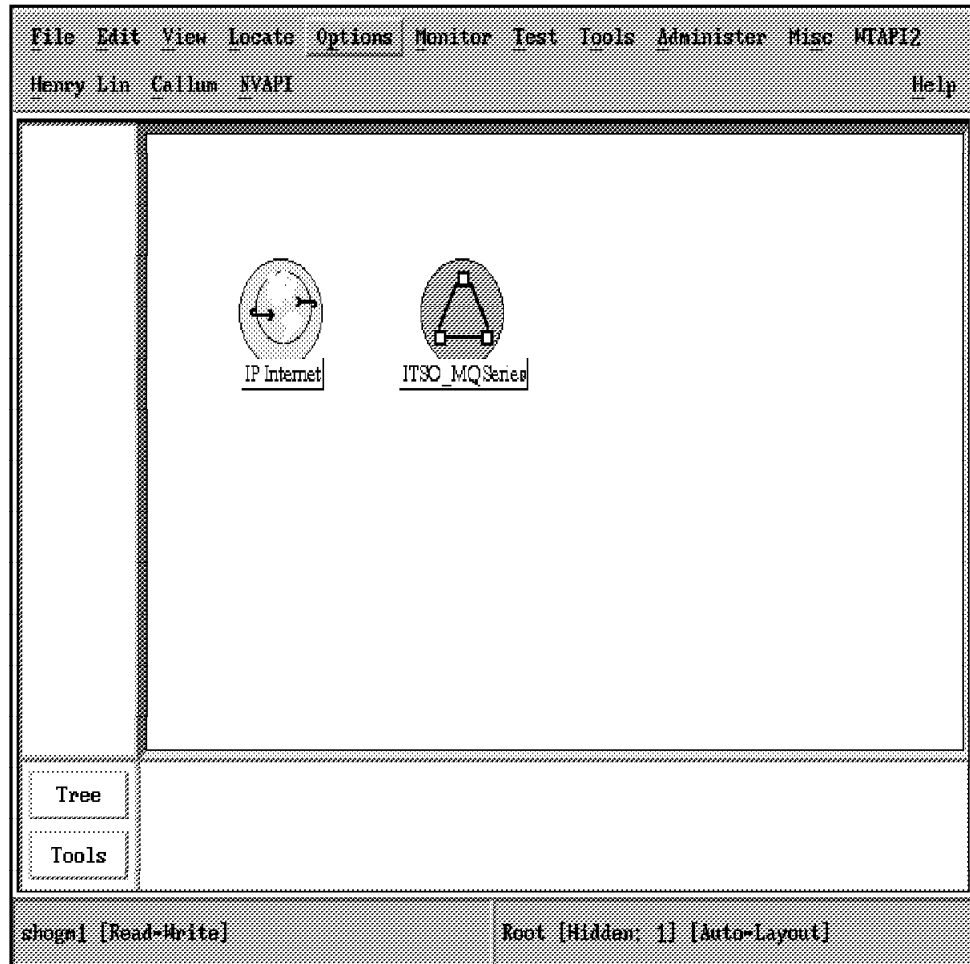 File Edit View Locate Options Monitor Test Tools Administer Misc WTAPI2
Henry Lin Callum NVAPI Help
IP Internet
ITSO_MQSeries
Tree
Tools
shogm1 [Read-Write]
Root [Hidden: 1] [Auto-Layout]